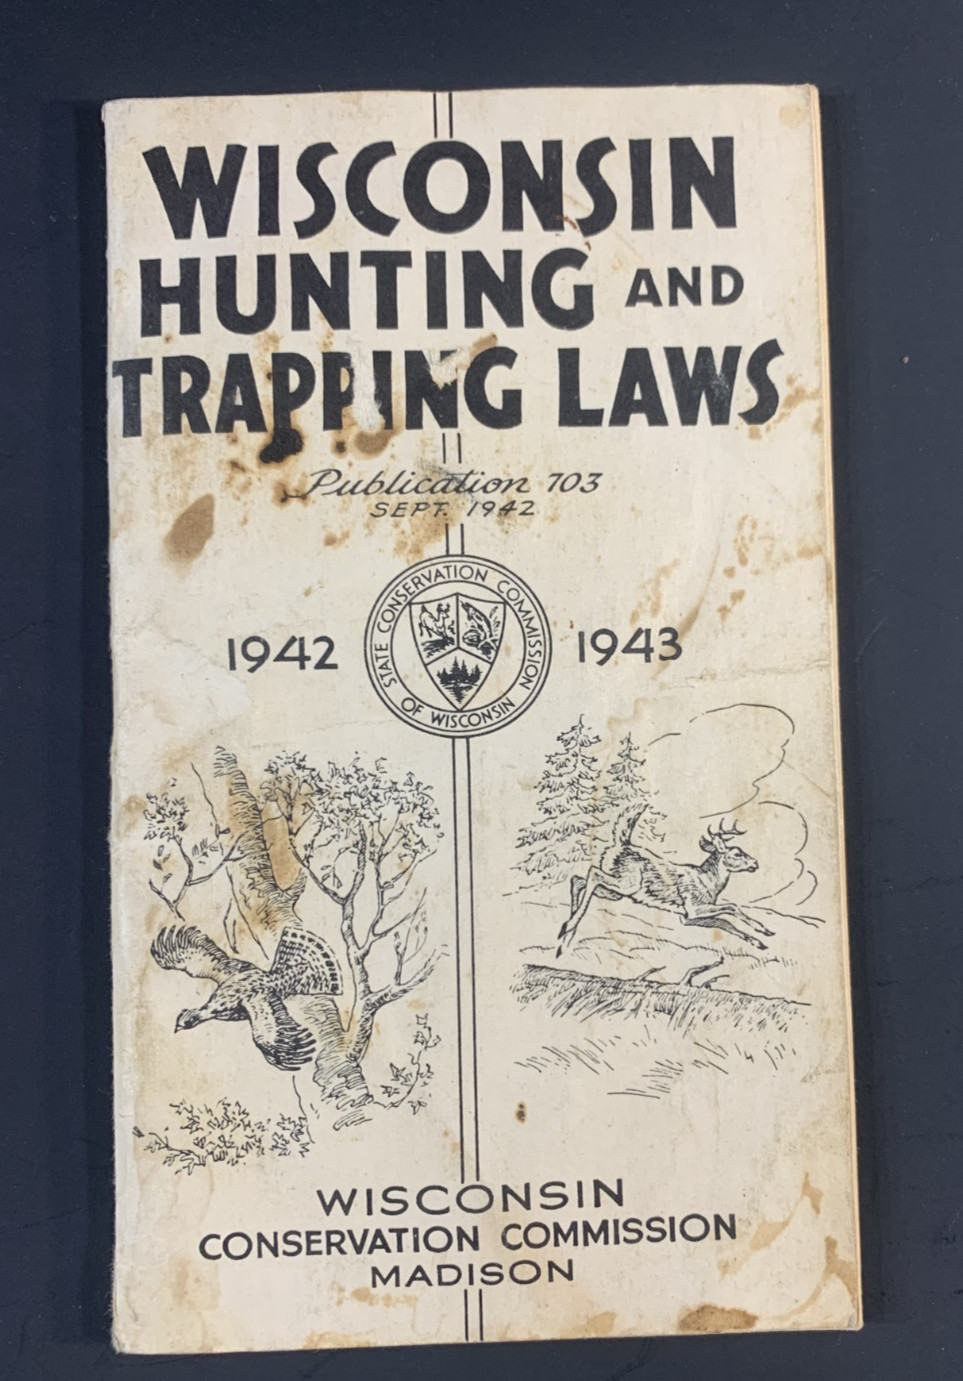 WISCONSIN
HUNTING AND
TRAPPING LAWS
Publication 703
SEPT. 1942
STATE CONSERVATION COMMISSION
OF WISCONSIN
1942 1943
WISCONSIN
CONSERVATION COMMISSION
MADISON